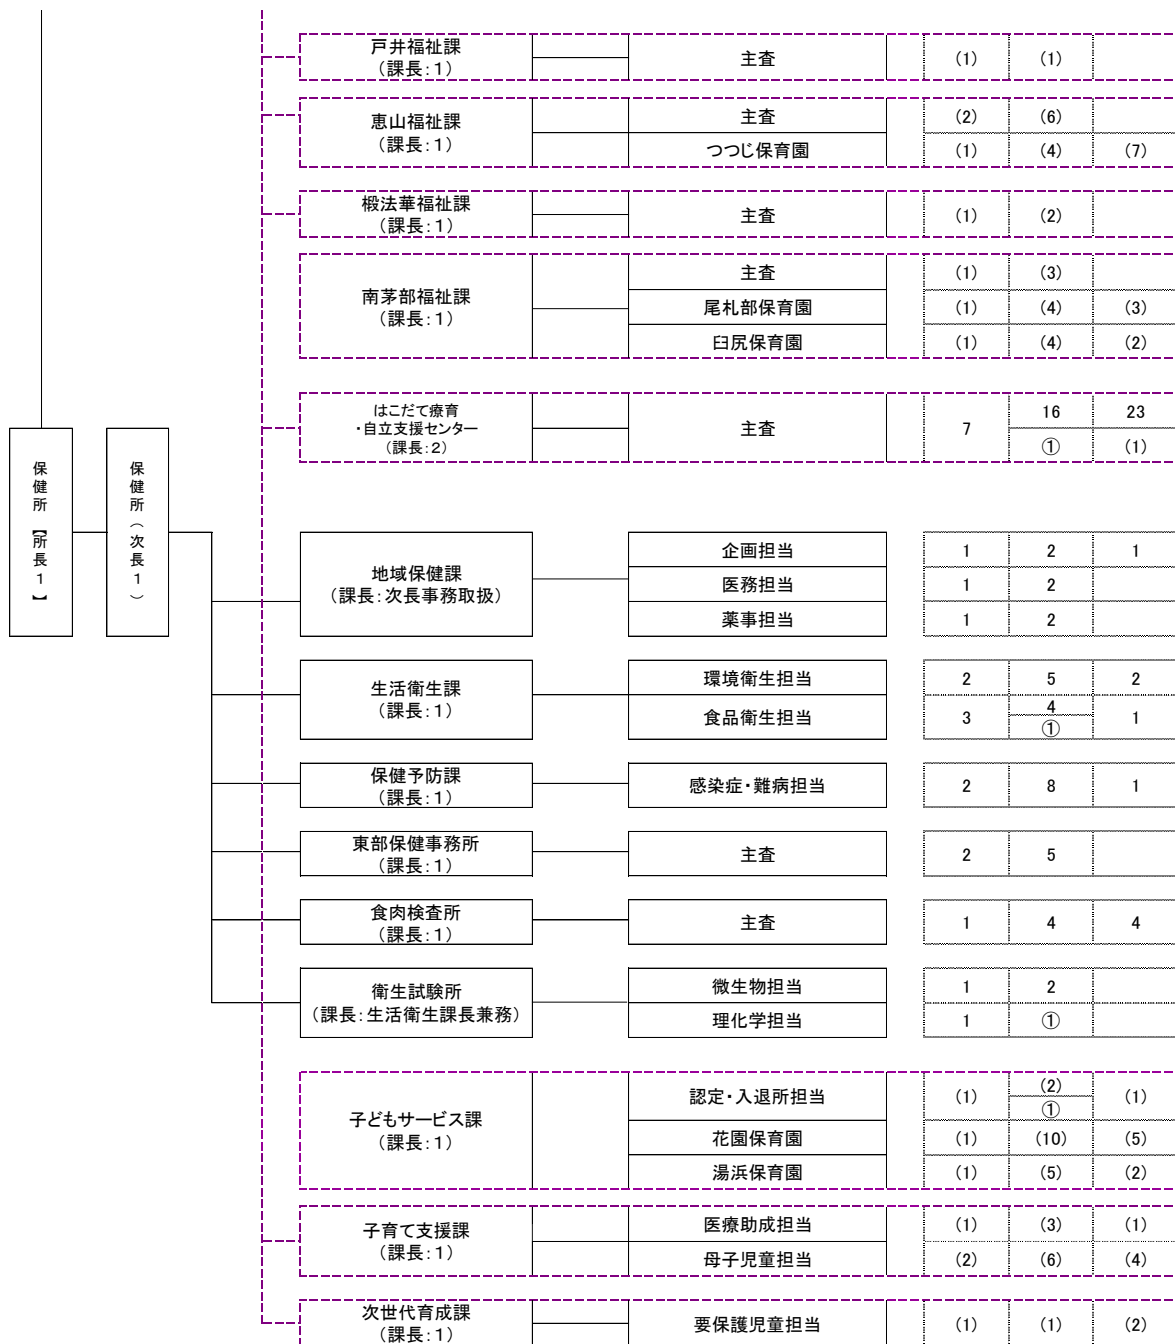 戸井福祉課
（課長：１）
主査
(1) (1)
恵山福祉課
（課長：１）
主査
(2) (6)
つつじ保育園
(1) (4) (7)
椴法華福祉課
（課長：１）
主査
(1) (2)
南茅部福祉課
（課長：１）
主査
(1) (3)
尾札部保育園
(1) (4) (3)
臼尻保育園
(1) (4) (2)
はこだて療育
・自立支援センター
（課長：２）
主査
7 16 23
① (1)
保健所【所長１】
保健所（次長１）
地域保健課
（課長：次長事務取扱）
企画担当
1 2 1
医務担当
1 2
薬事担当
1 2
生活衛生課
（課長：１）
環境衛生担当
2 5 2
食品衛生担当
3 4 1
①
保健予防課
（課長：１）
感染症・難病担当
2 8 1
東部保健事務所
（課長：１）
主査
2 5
食肉検査所
（課長：１）
主査
1 4 4
衛生試験所
（課長：生活衛生課長兼務）
微生物担当
1 2
理化学担当
1 ①
子どもサービス課
（課長：１）
認定・入退所担当
(1) (2) (1)
①
花園保育園
(1) (10) (5)
湯浜保育園
(1) (5) (2)
子育て支援課
（課長：１）
医療助成担当
(1) (3) (1)
母子児童担当
(2) (6) (4)
次世代育成課
（課長：１）
要保護児童担当
(1) (1) (2)